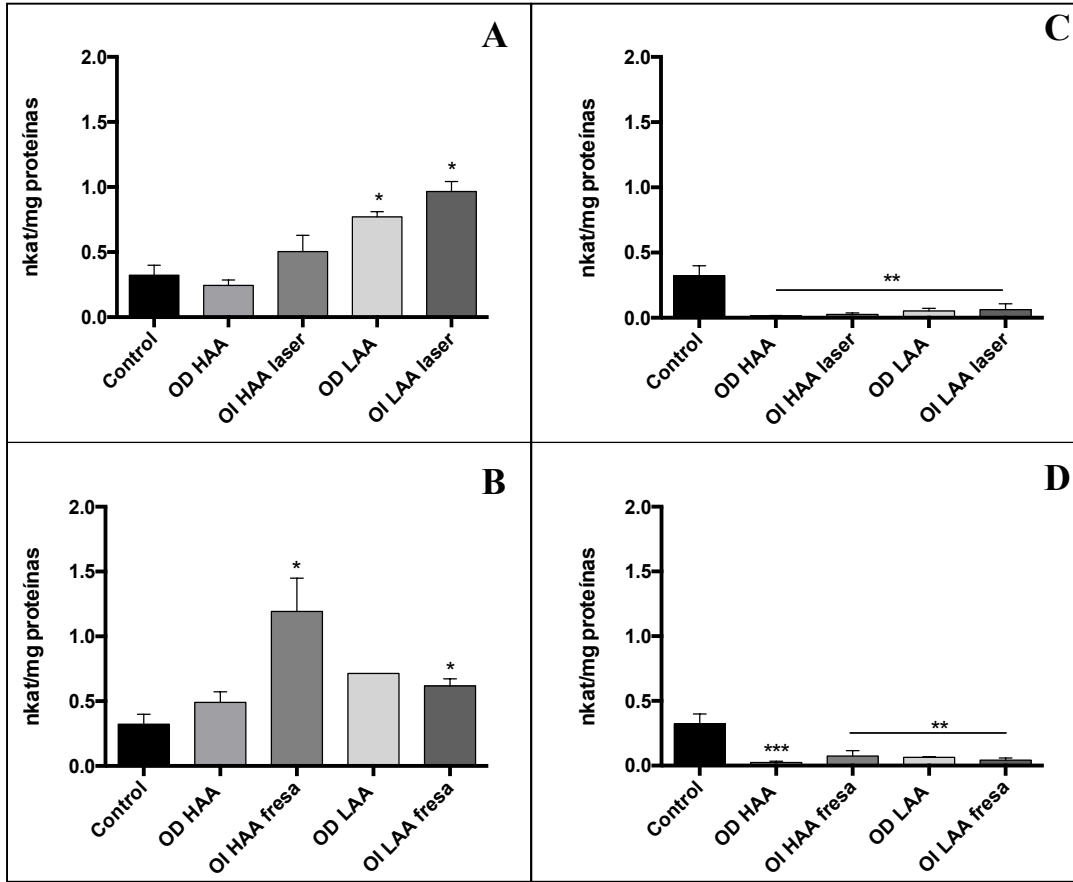 A
nkat/mg proteínas
2.0
1.5
1.0
0.5
0.0
*
*
Control
OD HAA
OI HAA laser
OD LAA
OI LAA laser
C
nkat/mg proteínas
2.0
1.5
1.0
0.5
0.0
**
Control
OD HAA
OI HAA laser
OD LAA
OI LAA laser
B
nkat/mg proteínas
2.0
1.5
1.0
0.5
0.0
*
*
Control
OD HAA
OI HAA fresa
OD LAA
OI LAA fresa
D
nkat/mg proteínas
2.0
1.5
1.0
0.5
0.0
***
**
Control
OD HAA
OI HAA fresa
OD LAA
OI LAA fresa